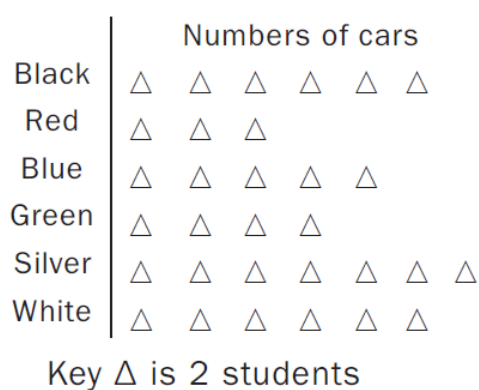 Numbers of cars
Black △ △ △ △ △ △
Red △ △ △
Blue △ △ △ △ △
Green △ △ △ △
Silver △ △ △ △ △ △ △
White △ △ △ △ △ △
Key Δ is 2 students